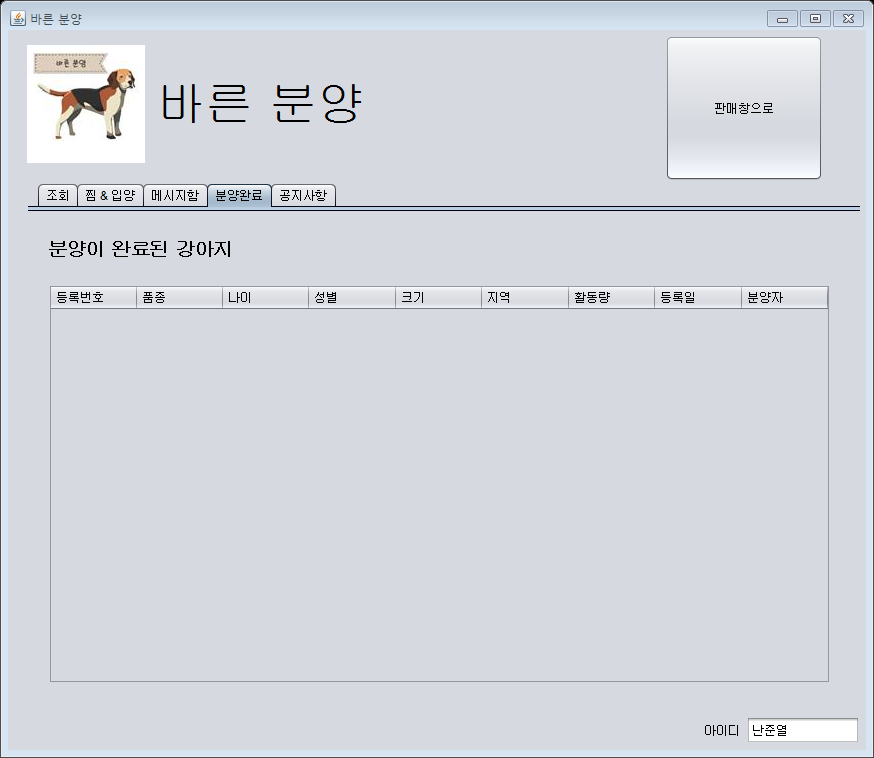 바른 분양
바른 분양
바른 분양
판매창으로
조회 찜 & 입양 메시지함 분양완료 공지사항
분양이 완료된 강아지
등록번호 품종 나이 성별 크기 지역 활동량 등록일 분양자
아이디 난준열